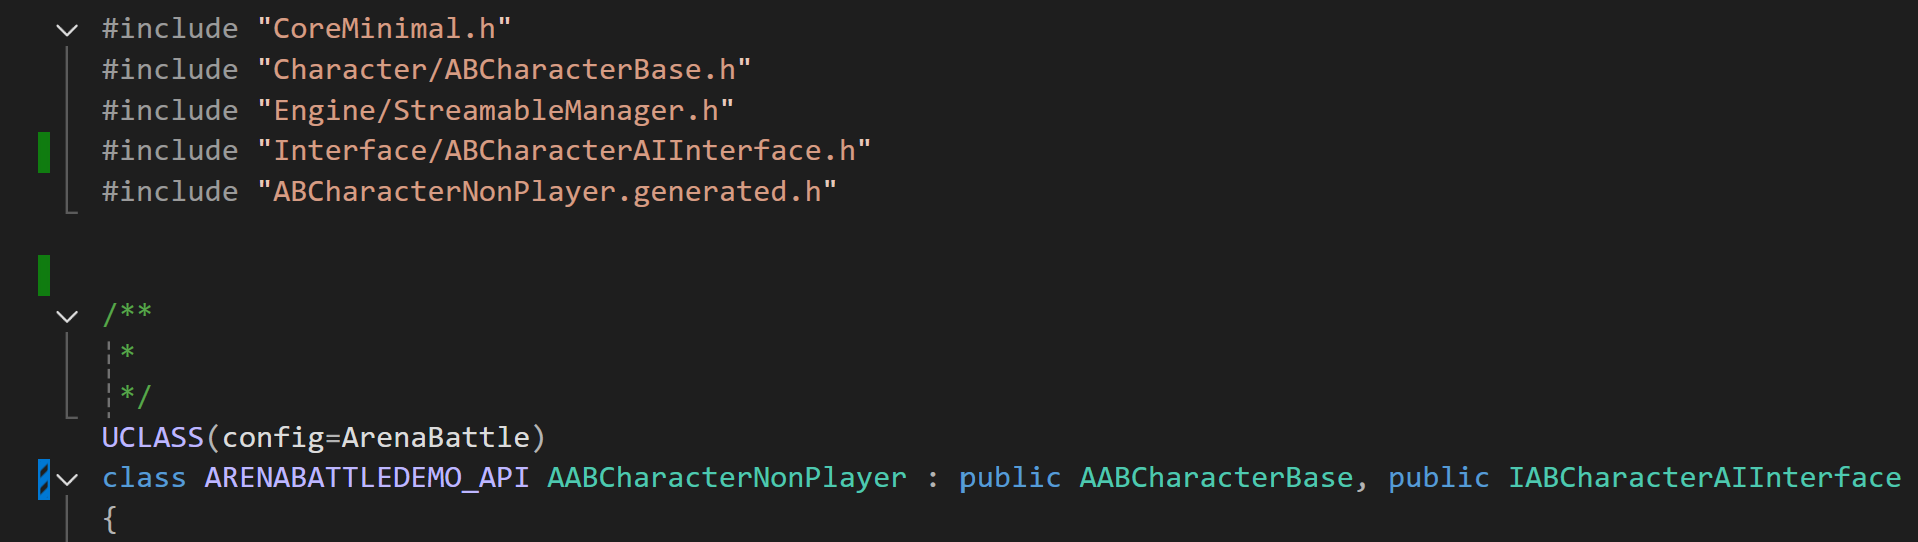 #include "CoreMinimal.h"
#include "Character/ABCharacterBase.h"
#include "Engine/StreamableManager.h"
#include "Interface/ABCharacterAIInterface.h"
#include "ABCharacterNonPlayer.generated.h"
/**
 *
 */
UCLASS(config=ArenaBattle)
class ARENABATTLEDEMO_API AABCharacterNonPlayer : public AABCharacterBase, public IABCharacterAIInterface
{